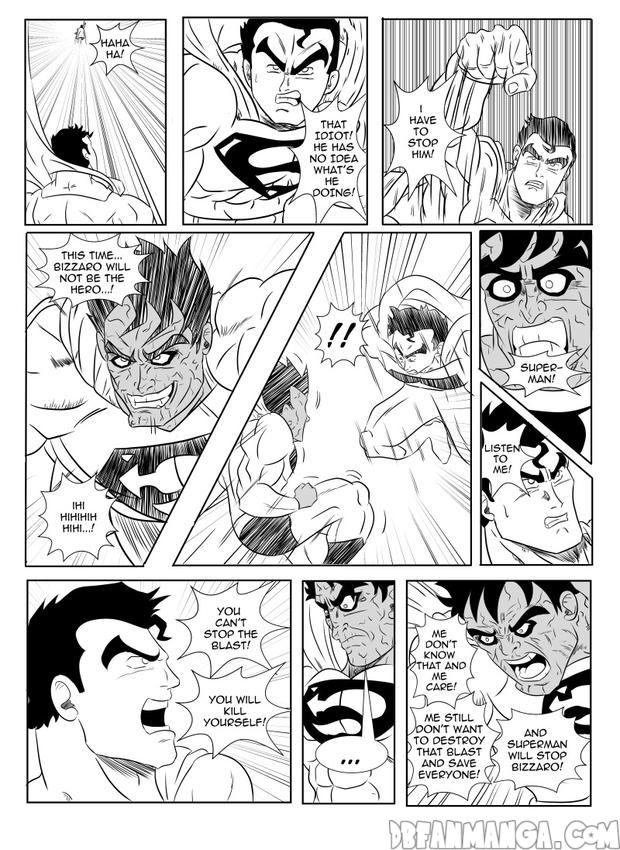 HAHA
HA!
THAT
IDIOT!
HE HAS
NO IDEA
WHAT'S
HE
DOING!
I
HAVE
TO
STOP
HIM!
THIS TIME...
BIZZARO WILL
NOT BE THE
HERO...!
IHI
HIHIHIH
HIHI...!
!!
SUPER-
MAN!
LISTEN
TO
ME!
YOU
CAN'T
STOP THE
BLAST!
YOU WILL
KILL
YOURSELF!
...
ME
DON'T
KNOW
THAT AND
ME
CARE!
ME STILL
DON'T WANT
TO DESTROY
THAT BLAST
AND SAVE
EVERYONE!
AND
SUPERMAN
WILL STOP
BIZZARO!
DBFANMANGA.COM